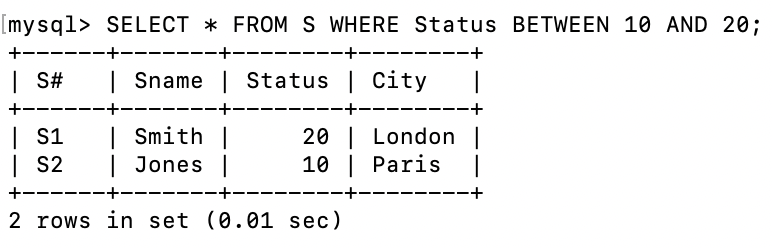 [mysql> SELECT * FROM S WHERE Status BETWEEN 10 AND 20;
+------+-------+--------+--------+
| S#   | Sname | Status | City   |
+------+-------+--------+--------+
| S1   | Smith |     20 | London |
| S2   | Jones |     10 | Paris  |
+------+-------+--------+--------+
2 rows in set (0.01 sec)